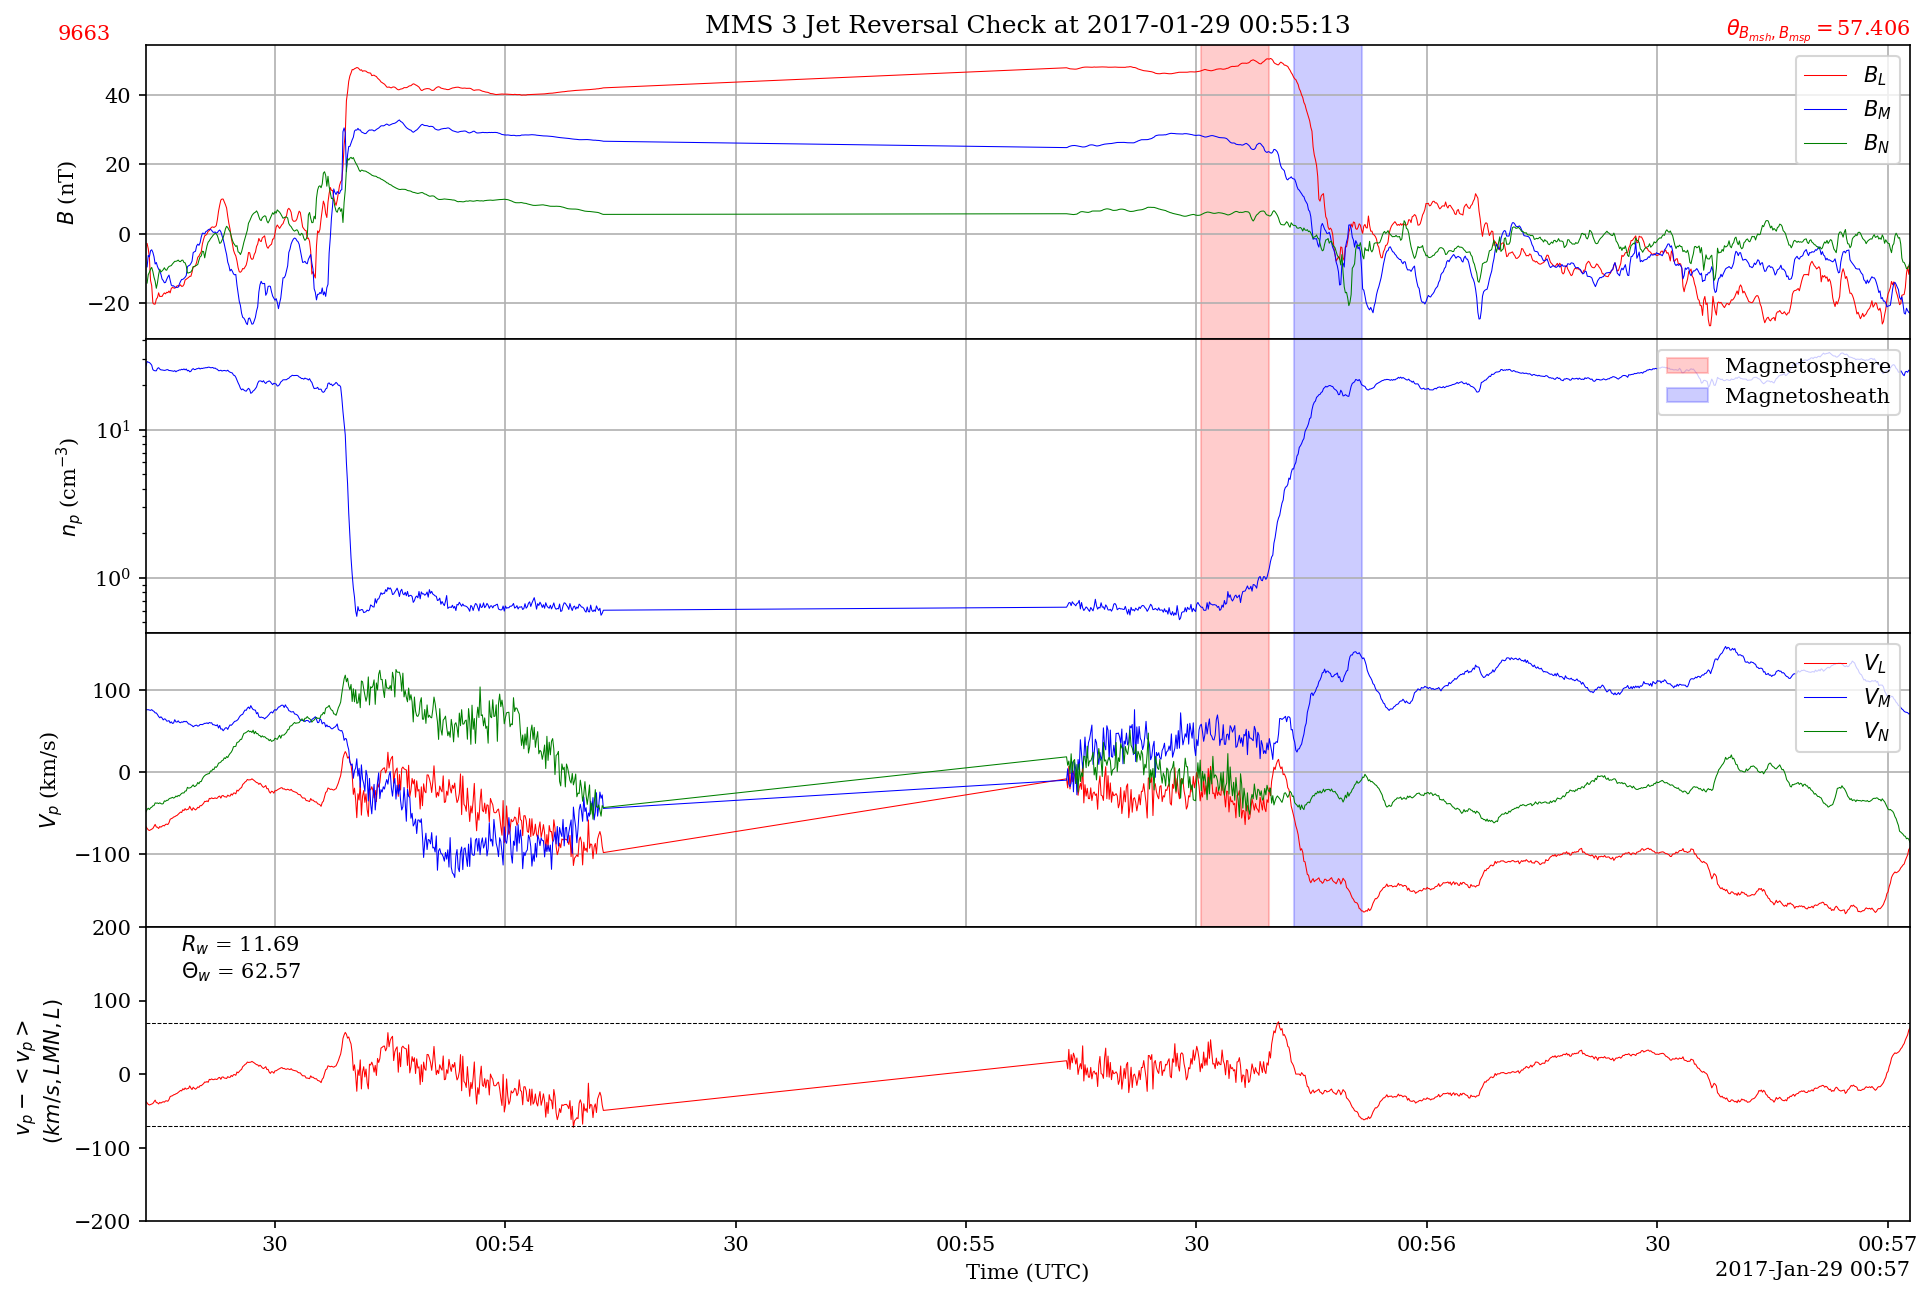 MMS 3 Jet Reversal Check at 2017-01-29 00:55:13
9663
θ_{B_{msh}, B_{msp}} = 57.406
B (nT)
40
20
0
−20
B_L
B_M
B_N
n_p (cm^{−3})
10^1
10^0
Magnetosphere
Magnetosheath
V_p (km/s)
100
0
−100
V_L
V_M
V_N
v_p − < v_p >
(km/s, LMN, L)
200
100
0
−100
−200
R_w = 11.69
Θ_w = 62.57
30
00:54
30
00:55
30
00:56
30
00:57
Time (UTC)
2017-Jan-29 00:57